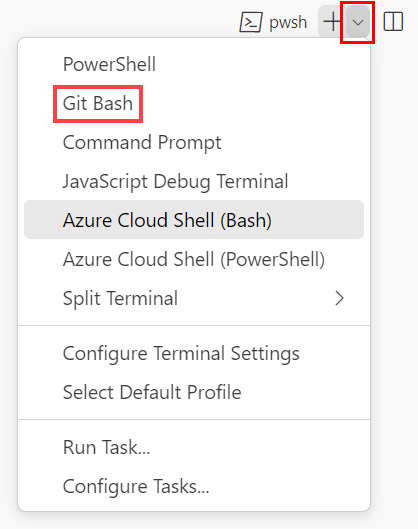 pwsh
PowerShell
Git Bash
Command Prompt
JavaScript Debug Terminal
Azure Cloud Shell (Bash)
Azure Cloud Shell (PowerShell)
Split Terminal
Configure Terminal Settings
Select Default Profile
Run Task...
Configure Tasks...